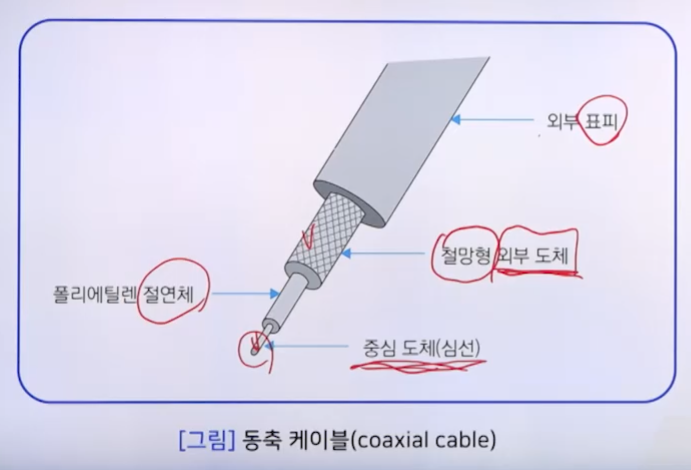 외부 표피
철망형 외부 도체
폴리에틸렌 절연체
중심 도체(심선)
[그림] 동축 케이블(coaxial cable)